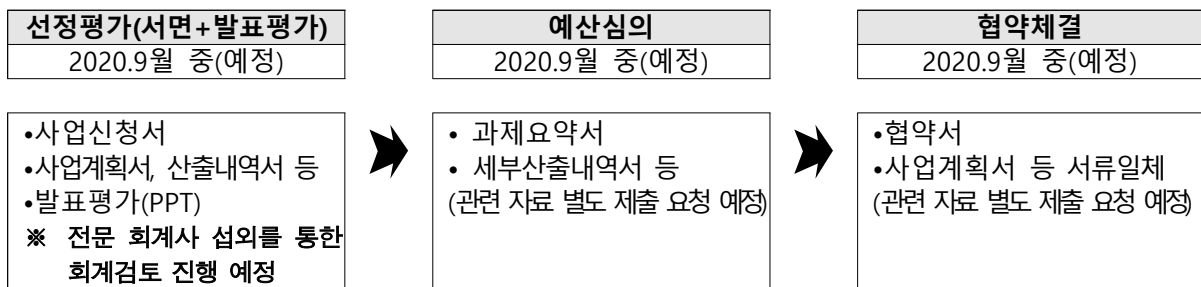 선정평가(서면+발표평가)
2020.9월 중(예정)
•사업신청서
•사업계획서, 산출내역서 등
•발표평가(PPT)
※ 전문 회계사 섭외를 통한
회계검토 진행 예정
예산심의
2020.9월 중(예정)
• 과제요약서
• 세부산출내역서 등
(관련 자료 별도 제출 요청 예정)
협약체결
2020.9월 중(예정)
•협약서
•사업계획서 등 서류일체
(관련 자료 별도 제출 요청 예정)